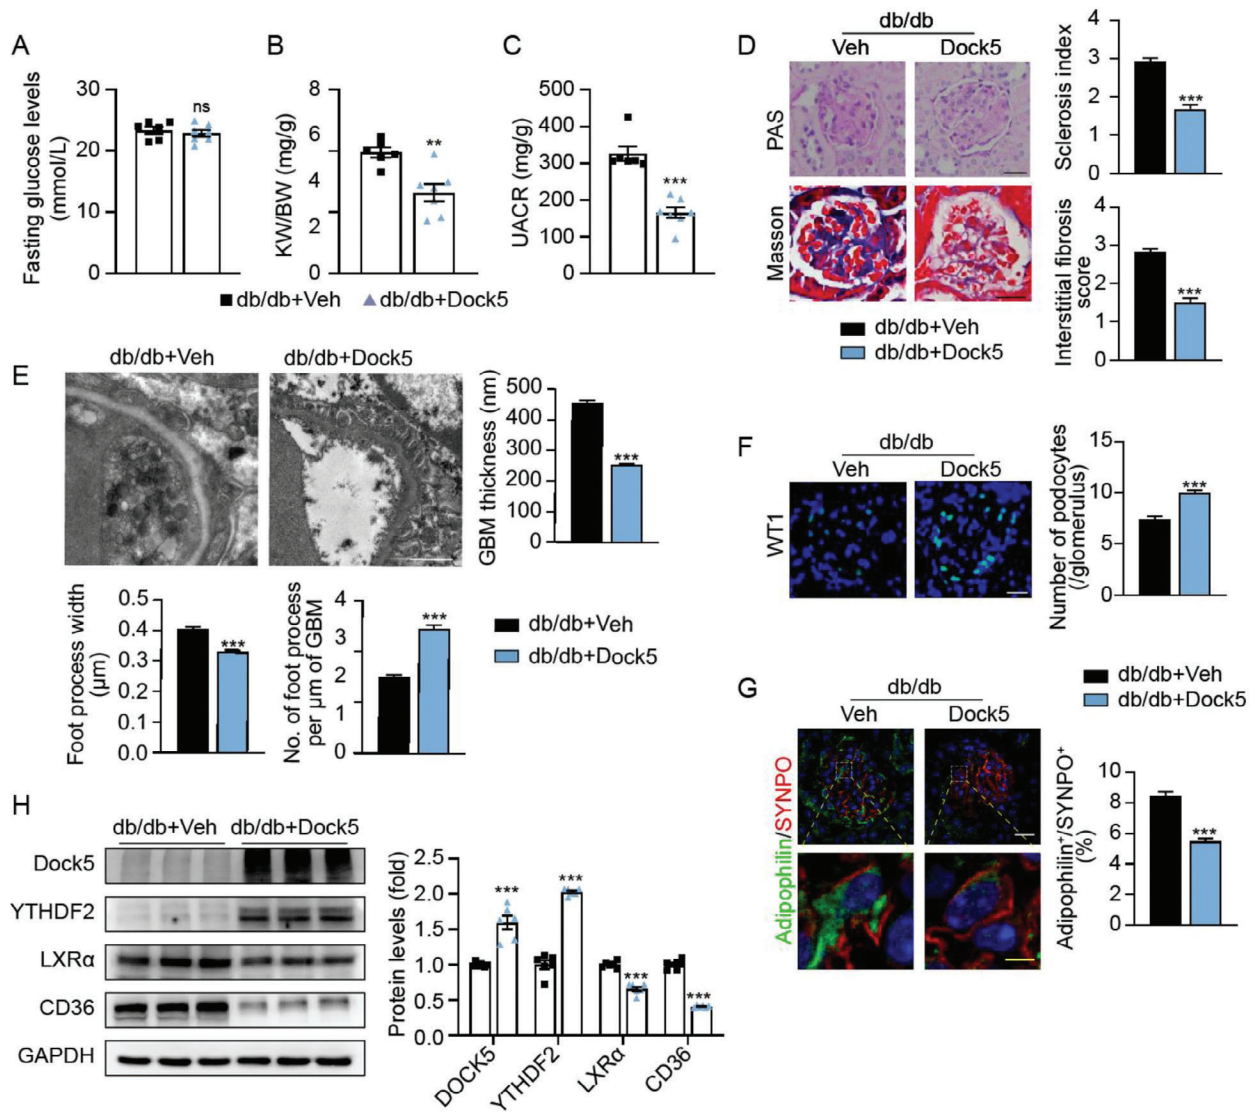 A
Fasting glucose levels
(mmol/L)
30
20
10
0
ns
B
KW/BW (mg/g)
8
6
4
2
0
**
C
UACR (mg/g)
500
400
300
200
100
0
***
db/db+Veh
db/db+Dock5
D
db/db
Veh
Dock5
PAS
Masson
Sclerosis index
4
3
2
1
0
***
Interstitial fibrosis
score
4
3
2
1
0
***
db/db+Veh
db/db+Dock5
E
db/db+Veh
db/db+Dock5
GBM thickness (nm)
500
400
300
200
100
0
***
Foot process width
(μm)
0.5
0.4
0.3
0.2
0.1
0.0
***
No. of foot process
per μm of GBM
4
3
2
1
0
***
db/db+Veh
db/db+Dock5
F
db/db
Veh
Dock5
WT1
Number of podocytes
(/glomerulus)
15
10
5
0
***
db/db+Veh
db/db+Dock5
G
db/db
Veh
Dock5
Adipophilin/SYNPO
Adipophilin⁺/SYNPO⁺
(%)
10
8
6
4
2
0
***
H
db/db+Veh
db/db+Dock5
Dock5
YTHDF2
LXRα
CD36
GAPDH
Protein levels (fold)
2.5
2.0
1.5
1.0
0.5
0.0
***
***
***
***
DOCK5
YTHDF2
LXRα
CD36